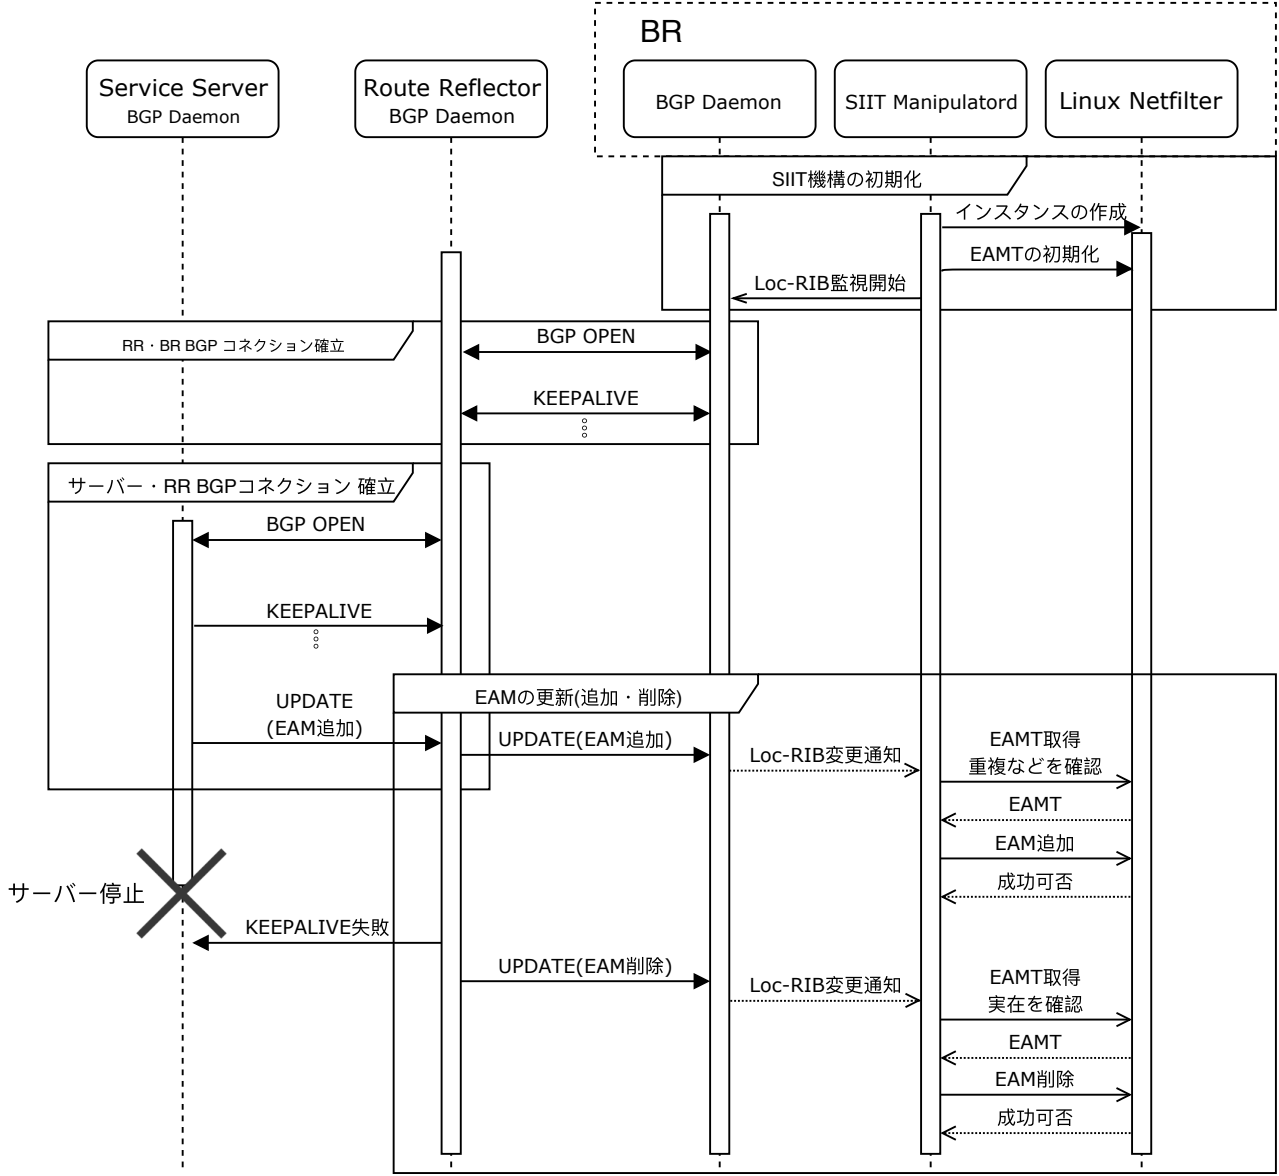 BR
Service Server
BGP Daemon
Route Reflector
BGP Daemon
BGP Daemon
SIIT Manipulatord
Linux Netfilter
SIIT機構の初期化
インスタンスの作成
EAMTの初期化
Loc-RIB監視開始
RR・BR BGP コネクション確立
BGP OPEN
KEEPALIVE
サーバー・RR BGPコネクション 確立
BGP OPEN
KEEPALIVE
EAMの更新(追加・削除)
UPDATE
(EAM追加)
UPDATE(EAM追加)
Loc-RIB変更通知
EAMT取得
重複などを確認
EAMT
EAM追加
成功可否
サーバー停止
KEEPALIVE失敗
UPDATE(EAM削除)
Loc-RIB変更通知
EAMT取得
実在を確認
EAMT
EAM削除
成功可否